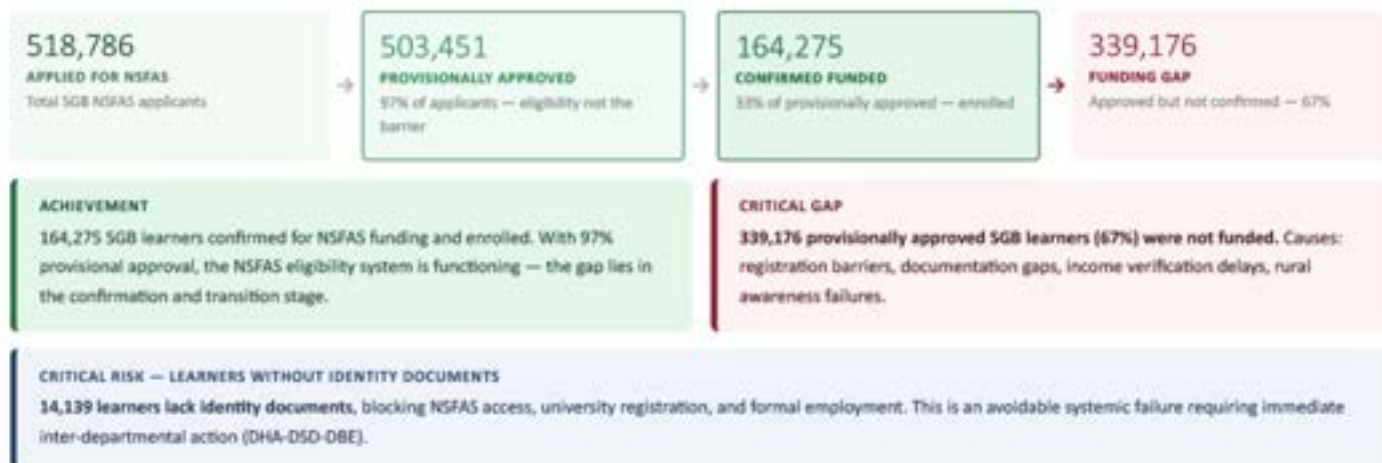 518,786
APPLIED FOR NSFAS
Total SGB NSFAS applicants
→
503,451
PROVISIONALLY APPROVED
97% of applicants — eligibility not the
barrier
→
164,275
CONFIRMED FUNDED
33% of provisionally approved — enrolled
→
339,176
FUNDING GAP
Approved but not confirmed — 67%
ACHIEVEMENT
164,275 SGB learners confirmed for NSFAS funding and enrolled. With 97%
provisional approval, the NSFAS eligibility system is functioning — the gap lies in
the confirmation and transition stage.
CRITICAL GAP
339,176 provisionally approved SGB learners (67%) were not funded. Causes:
registration barriers, documentation gaps, income verification delays, rural
awareness failures.
CRITICAL RISK — LEARNERS WITHOUT IDENTITY DOCUMENTS
14,139 learners lack identity documents, blocking NSFAS access, university registration, and formal employment. This is an avoidable systemic failure requiring immediate
inter-departmental action (DHA-DSD-DBE).